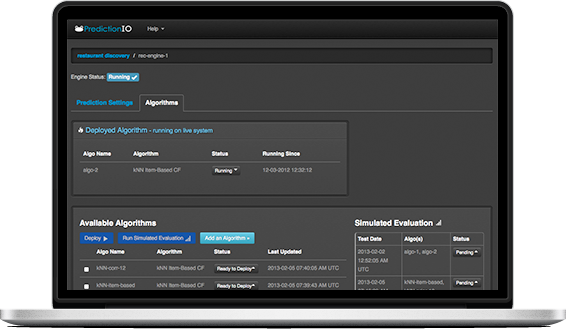 PredictionIO Help
restaurant discovery / rec-engine-1
Engine Status: Running
Prediction Settings Algorithms
Deployed Algorithm - running on live system
Algo Name Algorithm Status Running Since
algo-2 kNN Item-Based CF Running 12-03-2012 12:32:12
Available Algorithms
Deploy Run Simulated Evaluation Add an Algorithm +
Algo Name Algorithm Status Last Updated
kNN-corr-12 kNN Item-Based CF Ready to Deploy 2013-02-05 07:40:05 AM UTC
kNN-item-based kNN Item-Based CF Ready to Deploy 2013-02-05 07:39:43 AM UTC
Simulated Evaluation
Test Date Algo(s) Status
2013-02-02 algo-1, algo-2 Pending
12:52:05 AM
UTC
2013-02-05 kNN-item-based, Pending